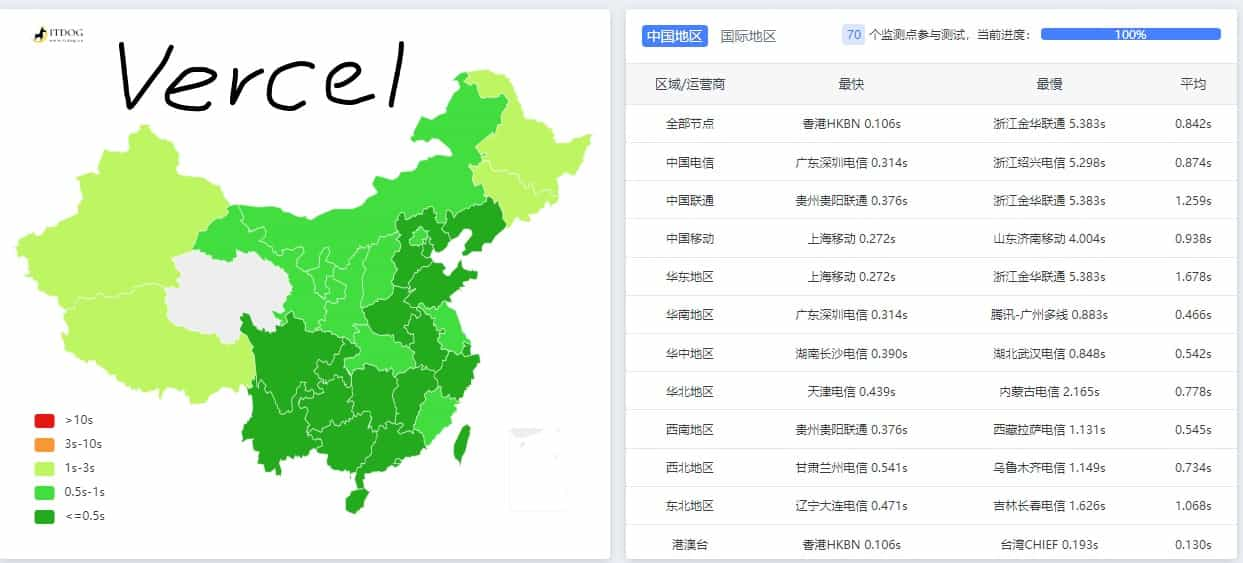 ITDOG
Vercel
>10s
3s-10s
1s-3s
0.5s-1s
<=0.5s
中国地区 国际地区 70 个监测点参与测试，当前进度： 100%
区域/运营商 最快 最慢 平均
全部节点 香港HKBN 0.106s 浙江金华联通 5.383s 0.842s
中国电信 广东深圳电信 0.314s 浙江绍兴电信 5.298s 0.874s
中国联通 贵州贵阳联通 0.376s 浙江金华联通 5.383s 1.259s
中国移动 上海移动 0.272s 山东济南移动 4.004s 0.938s
华东地区 上海移动 0.272s 浙江金华联通 5.383s 1.678s
华南地区 广东深圳电信 0.314s 腾讯-广州多线 0.883s 0.466s
华中地区 湖南长沙电信 0.390s 湖北武汉电信 0.848s 0.542s
华北地区 天津电信 0.439s 内蒙古电信 2.165s 0.778s
西南地区 贵州贵阳联通 0.376s 西藏拉萨电信 1.131s 0.545s
西北地区 甘肃兰州电信 0.541s 乌鲁木齐电信 1.149s 0.734s
东北地区 辽宁大连电信 0.471s 吉林长春电信 1.626s 1.068s
港澳台 香港HKBN 0.106s 台湾CHIEF 0.193s 0.130s